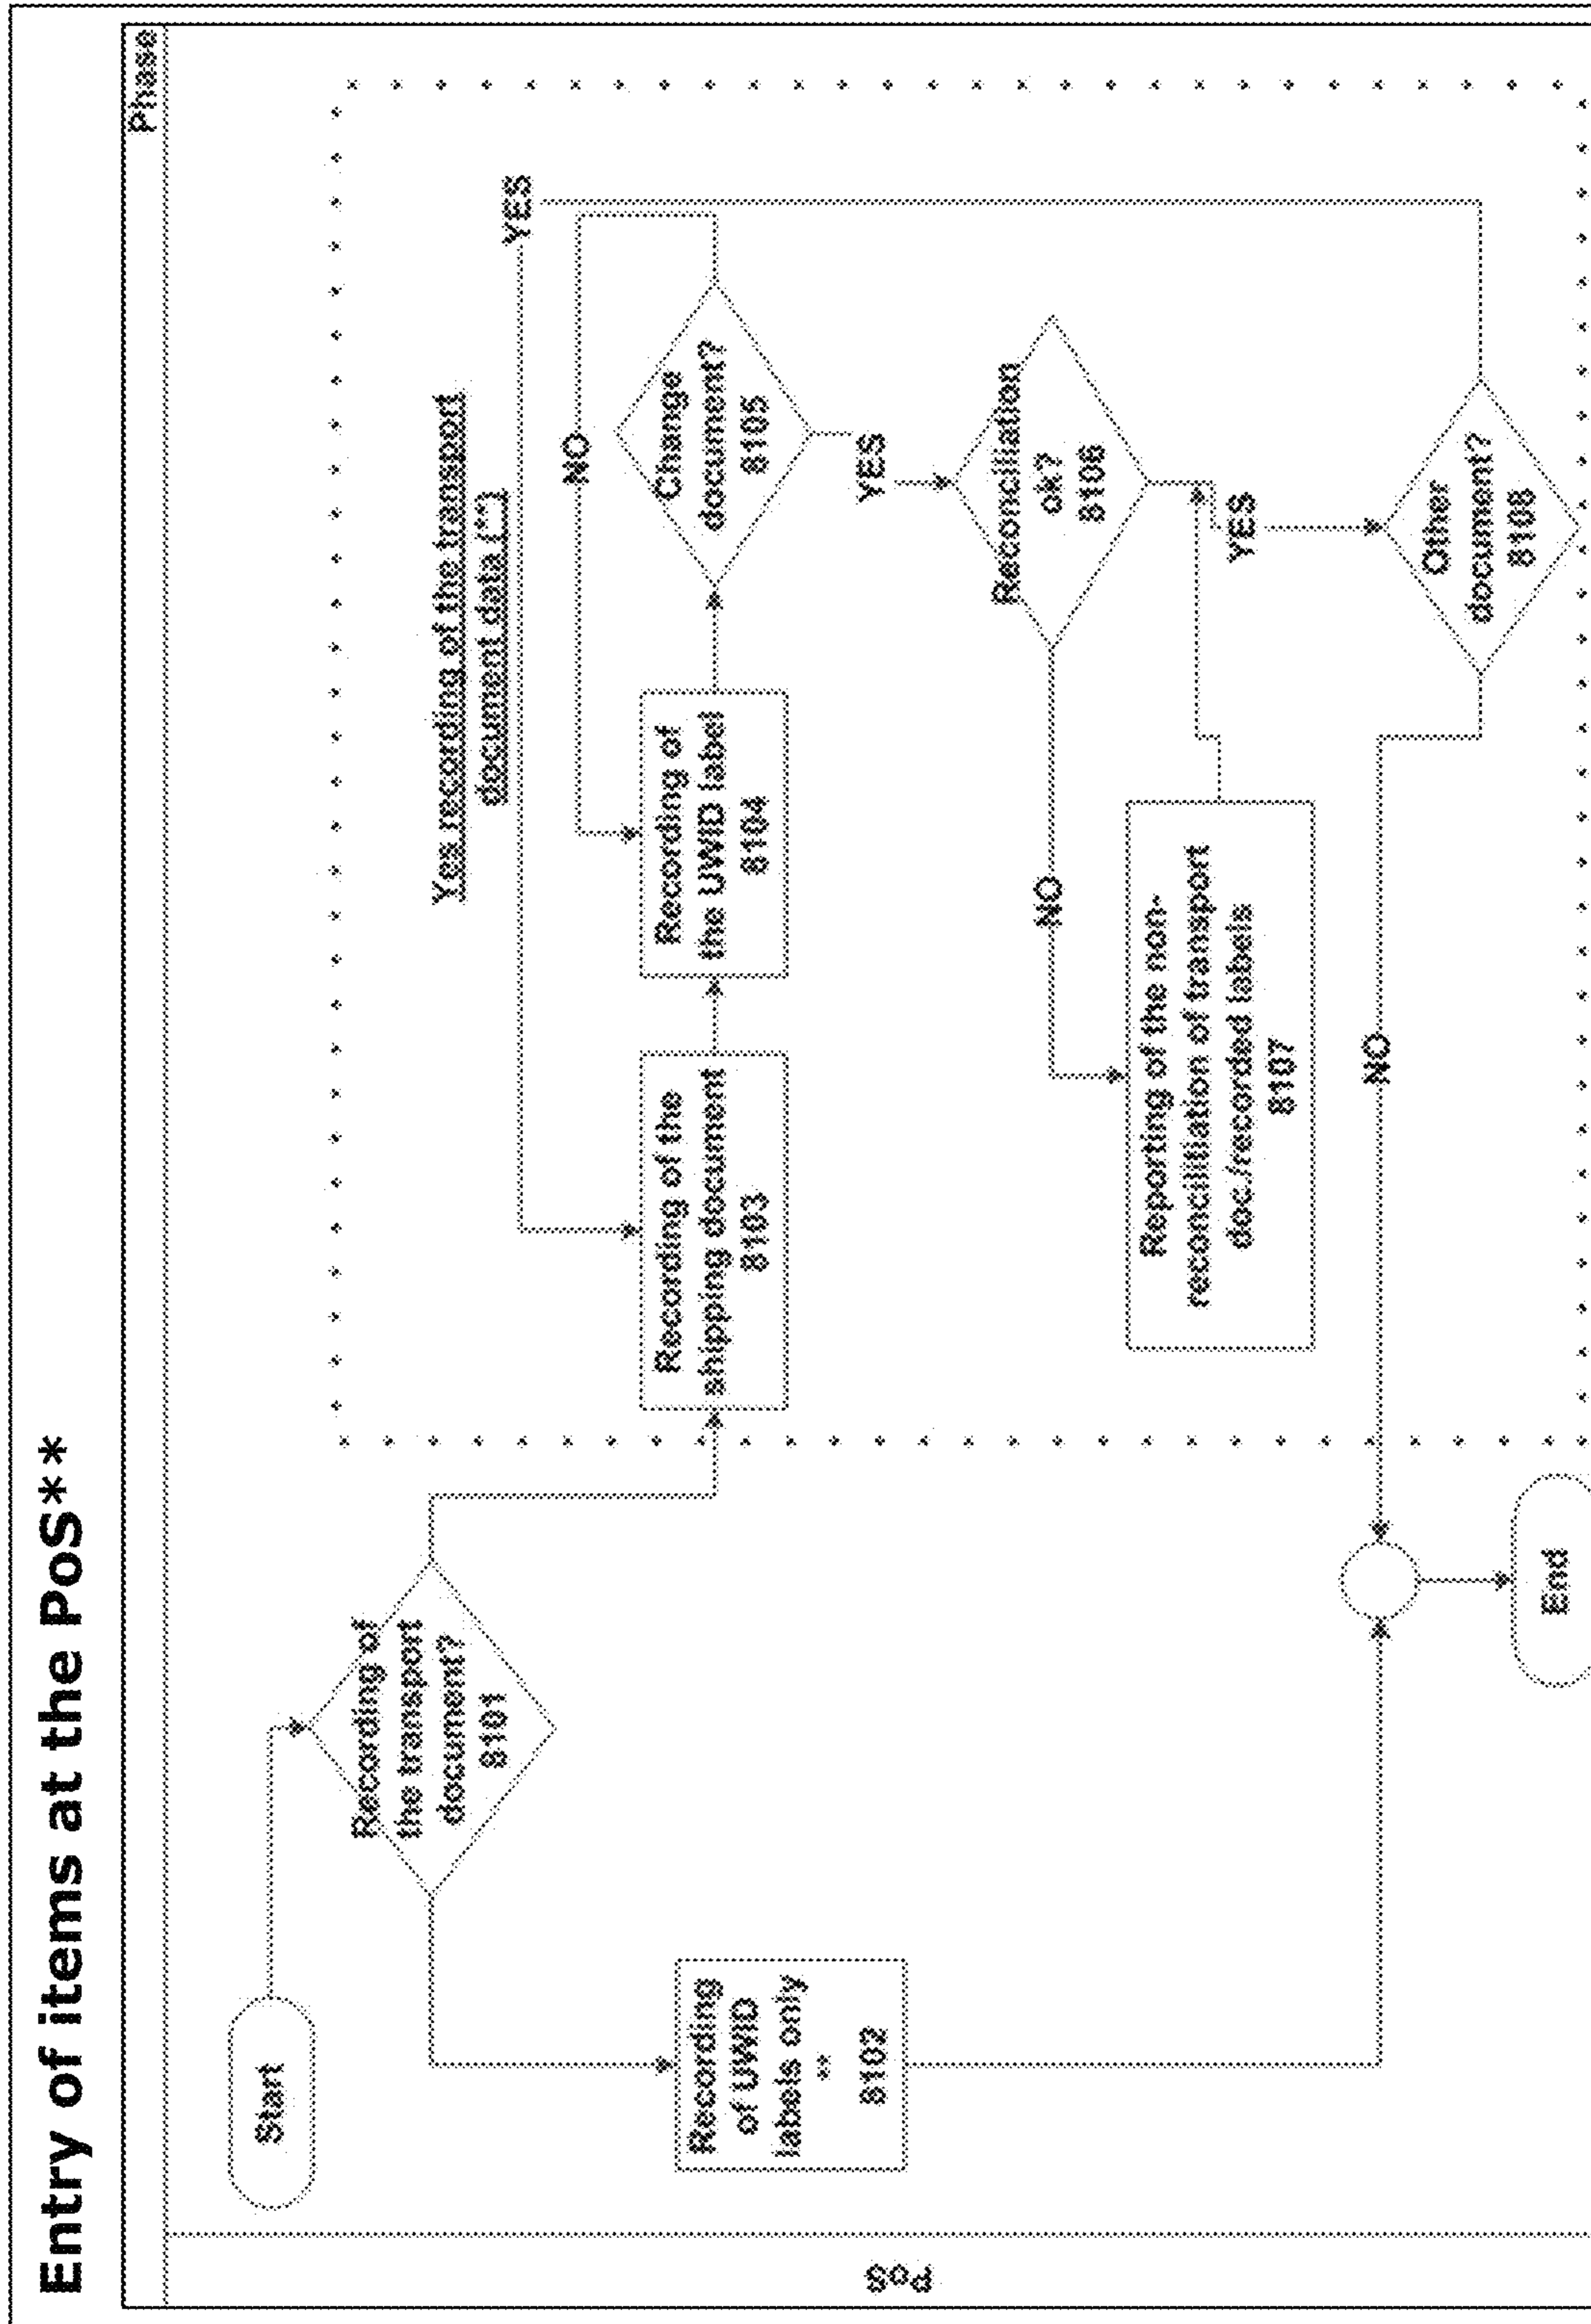 Entry of items at the PoS**
Phase
PoS
Start
Recording of
the transport
document?
8101
Recording
of UWID
labels only
**
8102
Yes recording of the transport
document data (**)
YES
Recording of the
shipping document
8103
Recording of
the UWID label
8104
NO
Change
document?
8105
YES
Reconciliation
ok?
8106
NO
Reporting of the non-
reconciliation of transport
doc./recorded labels
8107
YES
Other
document?
8108
NO
End